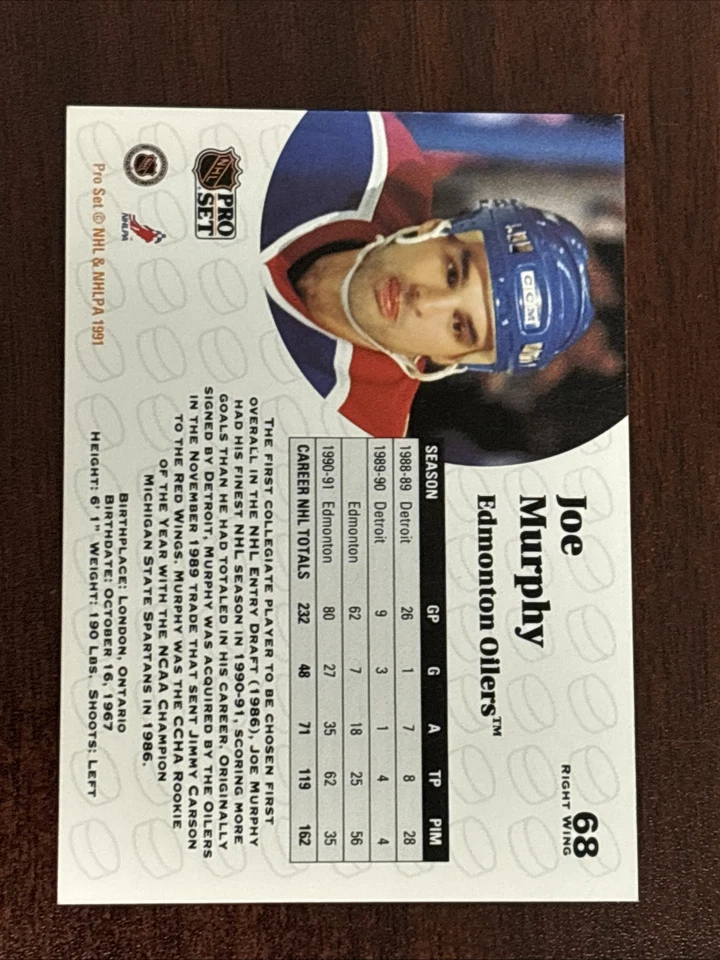 68
RIGHT WING
Joe
Murphy
Edmonton Oilers™
CCM
SEASON GP G A TP PIM
1988-89 Detroit 26 1 7 8 28
1989-90 Detroit 9 3 1 4 4
Edmonton 62 7 18 25 56
1990-91 Edmonton 80 27 35 62 35
CAREER NHL TOTALS 232 48 71 119 162
THE FIRST COLLEGIATE PLAYER TO BE CHOSEN FIRST
OVERALL IN THE NHL ENTRY DRAFT (1986), JOE MURPHY
HAD HIS FINEST NHL SEASON IN 1990-91, SCORING MORE
GOALS THAN HE HAD TOTALED IN HIS CAREER. ORIGINALLY
SIGNED BY DETROIT, MURPHY WAS ACQUIRED BY THE OILERS
IN THE NOVEMBER 1989 TRADE THAT SENT JIMMY CARSON
TO THE RED WINGS. MURPHY WAS THE CCHA ROOKIE
OF THE YEAR WITH THE NCAA CHAMPION
MICHIGAN STATE SPARTANS IN 1986.
BIRTHPLACE: LONDON, ONTARIO
BIRTHDATE: OCTOBER 16, 1967
HEIGHT: 6' 1" WEIGHT: 190 LBS. SHOOTS: LEFT
NHL
PRO
SET
NHLPA
Pro Set © NHL & NHLPA 1991